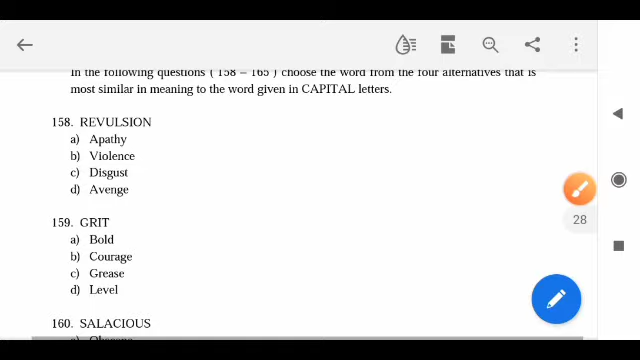 In the following questions ( 158 – 165 ) choose the word from the four alternatives that is
most similar in meaning to the word given in CAPITAL letters.
158. REVULSION
a) Apathy
b) Violence
c) Disgust
d) Avenge
28
159. GRIT
a) Bold
b) Courage
c) Grease
d) Level
160. SALACIOUS
a) Obscene